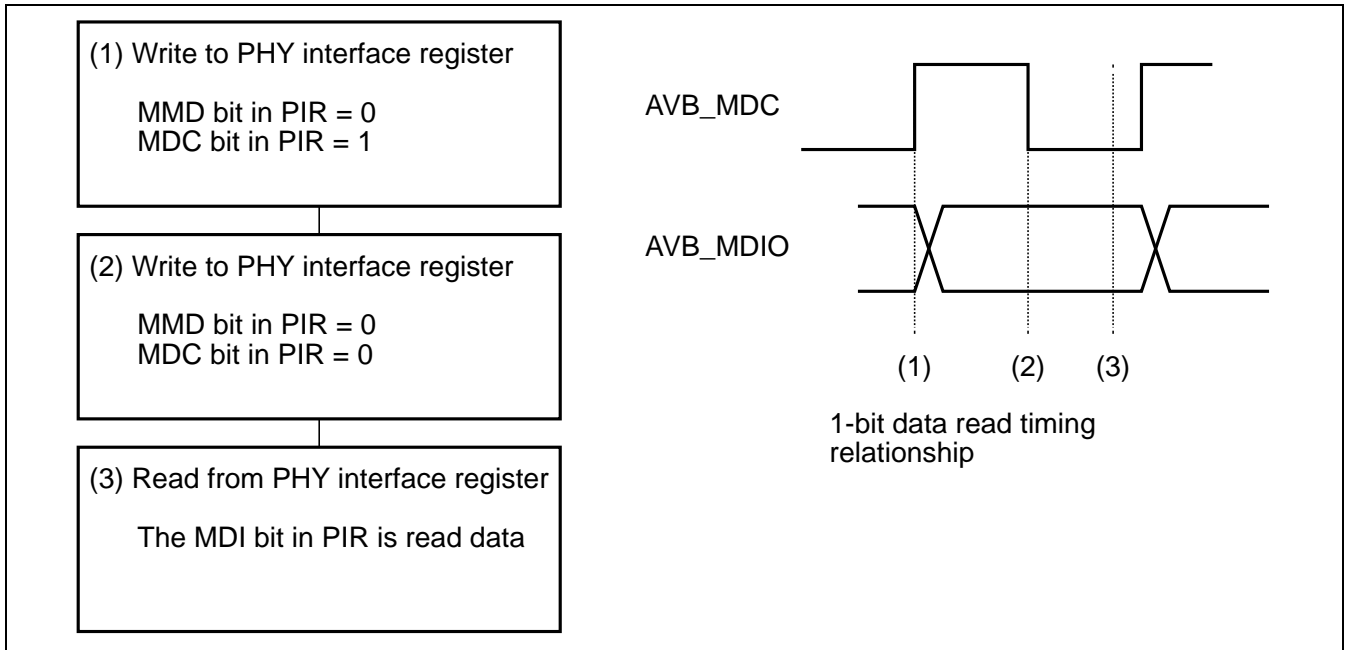 (1) Write to PHY interface register
MMD bit in PIR = 0
MDC bit in PIR = 1
(2) Write to PHY interface register
MMD bit in PIR = 0
MDC bit in PIR = 0
(3) Read from PHY interface register
The MDI bit in PIR is read data
AVB_MDC
AVB_MDIO
(1) (2) (3)
1-bit data read timing
relationship